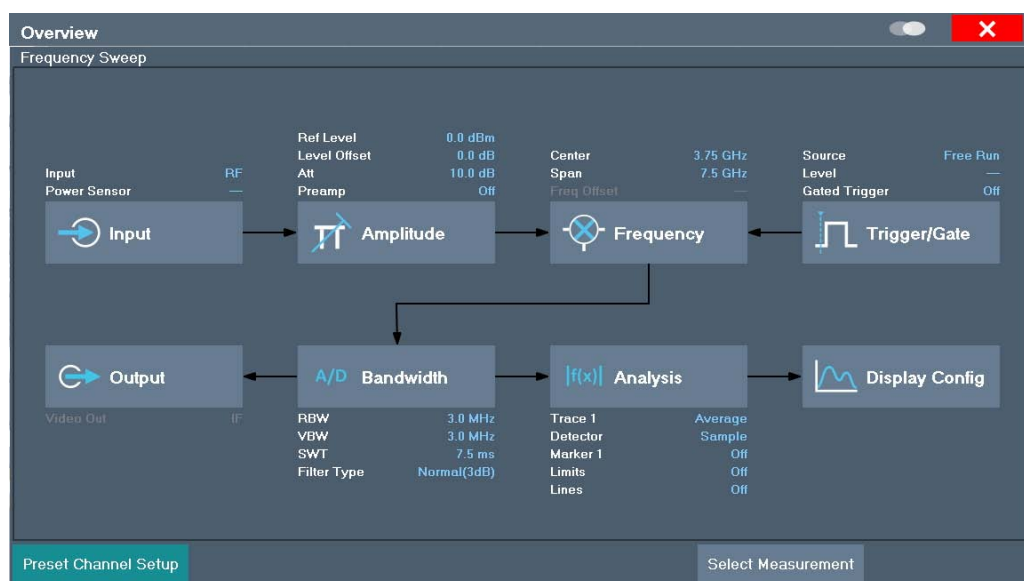 Overview
Frequency Sweep
Ref Level 0.0 dBm
Level Offset 0.0 dB
Center 3.75 GHz
Source Free Run
Input RF
Att 10.0 dB
Span 7.5 GHz
Level —
Power Sensor —
Preamp Off
Freq Offset —
Gated Trigger Off
Input
Amplitude
Frequency
Trigger/Gate
Output
A/D Bandwidth
|f(x)| Analysis
Display Config
Video Out IF
RBW 3.0 MHz
VBW 3.0 MHz
SWT 7.5 ms
Filter Type Normal(3dB)
Trace 1 Average
Detector Sample
Marker 1 Off
Limits Off
Lines Off
Preset Channel Setup
Select Measurement